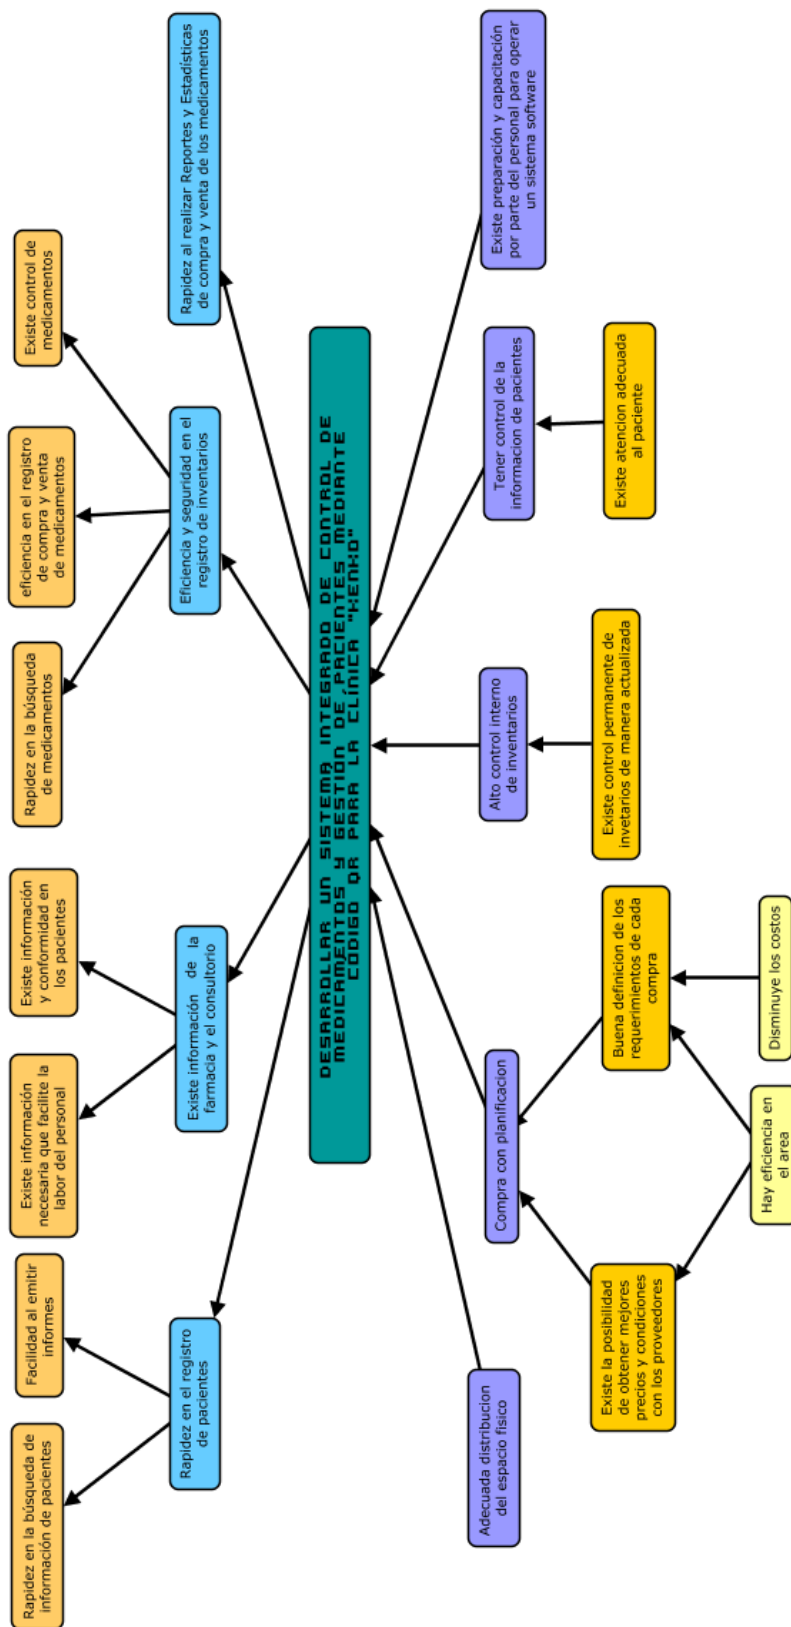 Rapidez en la búsqueda de
información de pacientes
Facilidad al emitir
informes
Existe información
necesaria que facilite la
labor del personal
Existe información
y conformidad en
los pacientes
Rapidez en la búsqueda
de medicamentos
eficiencia en el registro
de compra y venta
de medicamentos
Existe control de
medicamentos
Rapidez en el registro
de pacientes
Existe información de la
farmacia y el consultorio
Eficiencia y seguridad en el
registro de inventarios
Rapidez al realizar Reportes y Estadísticas
de compra y venta de los medicamentos
DESARROLLAR UN SISTEMA INTEGRADO DE CONTROL DE
MEDICAMENTOS Y GESTIÓN DE PACIENTES MEDIANTE
CODIGO QR PARA LA CLÍNICA "KENKO"
Adecuada distribucion
del espacio fisico
Compra con planificacion
Alto control interno
de inventarios
Tener control de la
informacion de pacientes
Existe preparación y capacitación
por parte del personal para operar
un sistema software
Existe la posibilidad
de obtener mejores
precios y condiciones
con los proveedores
Buena definicion de los
requerimientos de cada
compra
Existe control permanente de
invetarios de manera actualizada
Existe atencion adecuada
al paciente
Hay eficiencia en
el area
Disminuye los costos